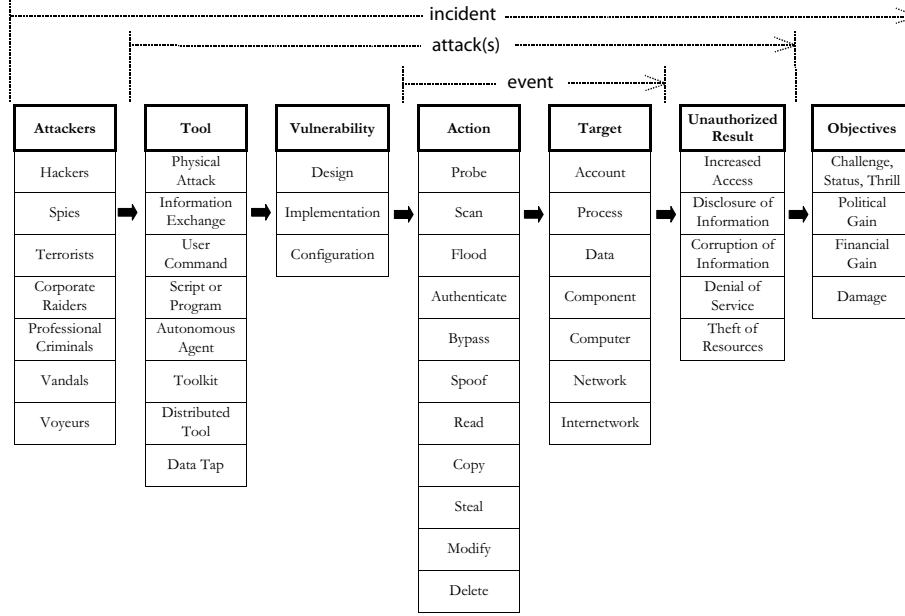 incident
attack(s)
event
Attackers
Hackers
Spies
Terrorists
Corporate
Raiders
Professional
Criminals
Vandals
Voyeurs
Tool
Physical
Attack
Information
Exchange
User
Command
Script or
Program
Autonomous
Agent
Toolkit
Distributed
Tool
Data Tap
Vulnerability
Design
Implementation
Configuration
Action
Probe
Scan
Flood
Authenticate
Bypass
Spoof
Read
Copy
Steal
Modify
Delete
Target
Account
Process
Data
Component
Computer
Network
Internetwork
Unauthorized
Result
Increased
Access
Disclosure of
Information
Corruption of
Information
Denial of
Service
Theft of
Resources
Objectives
Challenge,
Status, Thrill
Political
Gain
Financial
Gain
Damage